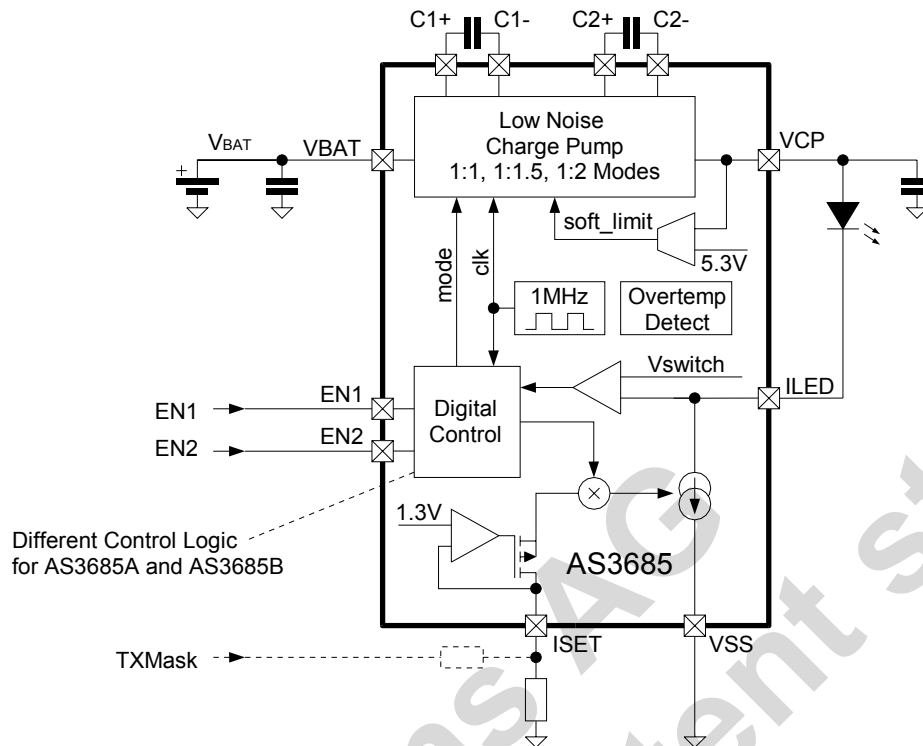 C1+ C1- C2+ C2-
Low Noise
Charge Pump
1:1, 1:1.5, 1:2 Modes
VBAT VBAT VCP
+
soft_limit
5.3V
mode
clk
1MHz
Overtemp
Detect
Vswitch
ILED
EN1 EN1
EN2 EN2
Digital
Control
1.3V
Different Control Logic
for AS3685A and AS3685B
AS3685
ISET VSS
TXMask